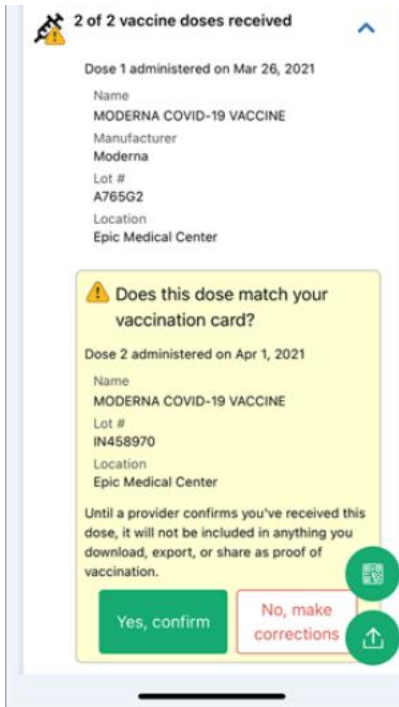 2 of 2 vaccine doses received
Dose 1 administered on Mar 26, 2021
Name
MODERNA COVID-19 VACCINE
Manufacturer
Moderna
Lot #
A765G2
Location
Epic Medical Center
Does this dose match your
vaccination card?
Dose 2 administered on Apr 1, 2021
Name
MODERNA COVID-19 VACCINE
Lot #
IN458970
Location
Epic Medical Center
Until a provider confirms you've received this
dose, it will not be included in anything you
download, export, or share as proof of
vaccination.
Yes, confirm
No, make
corrections